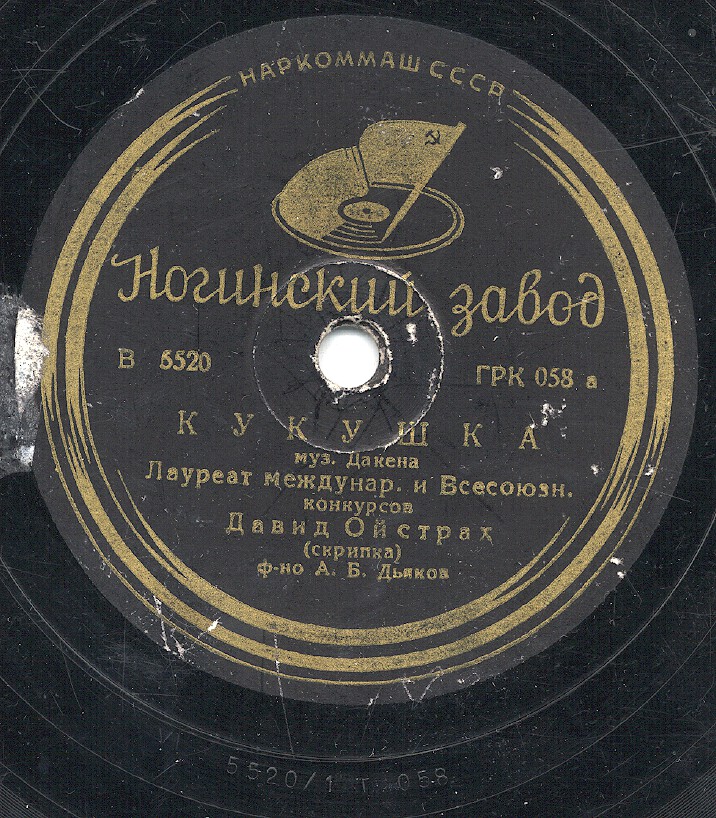 НАРКОММАШ СССР
Ногинский завод
В 5520 ГРК 058 а
КУКУШКА
муз. Дакена
Лауреат междунар. и Всесоюзн.
конкурсов
Давид Ойстрах
(скрипка)
ф-но А. Б. Дьяков
5520/1 Т 058